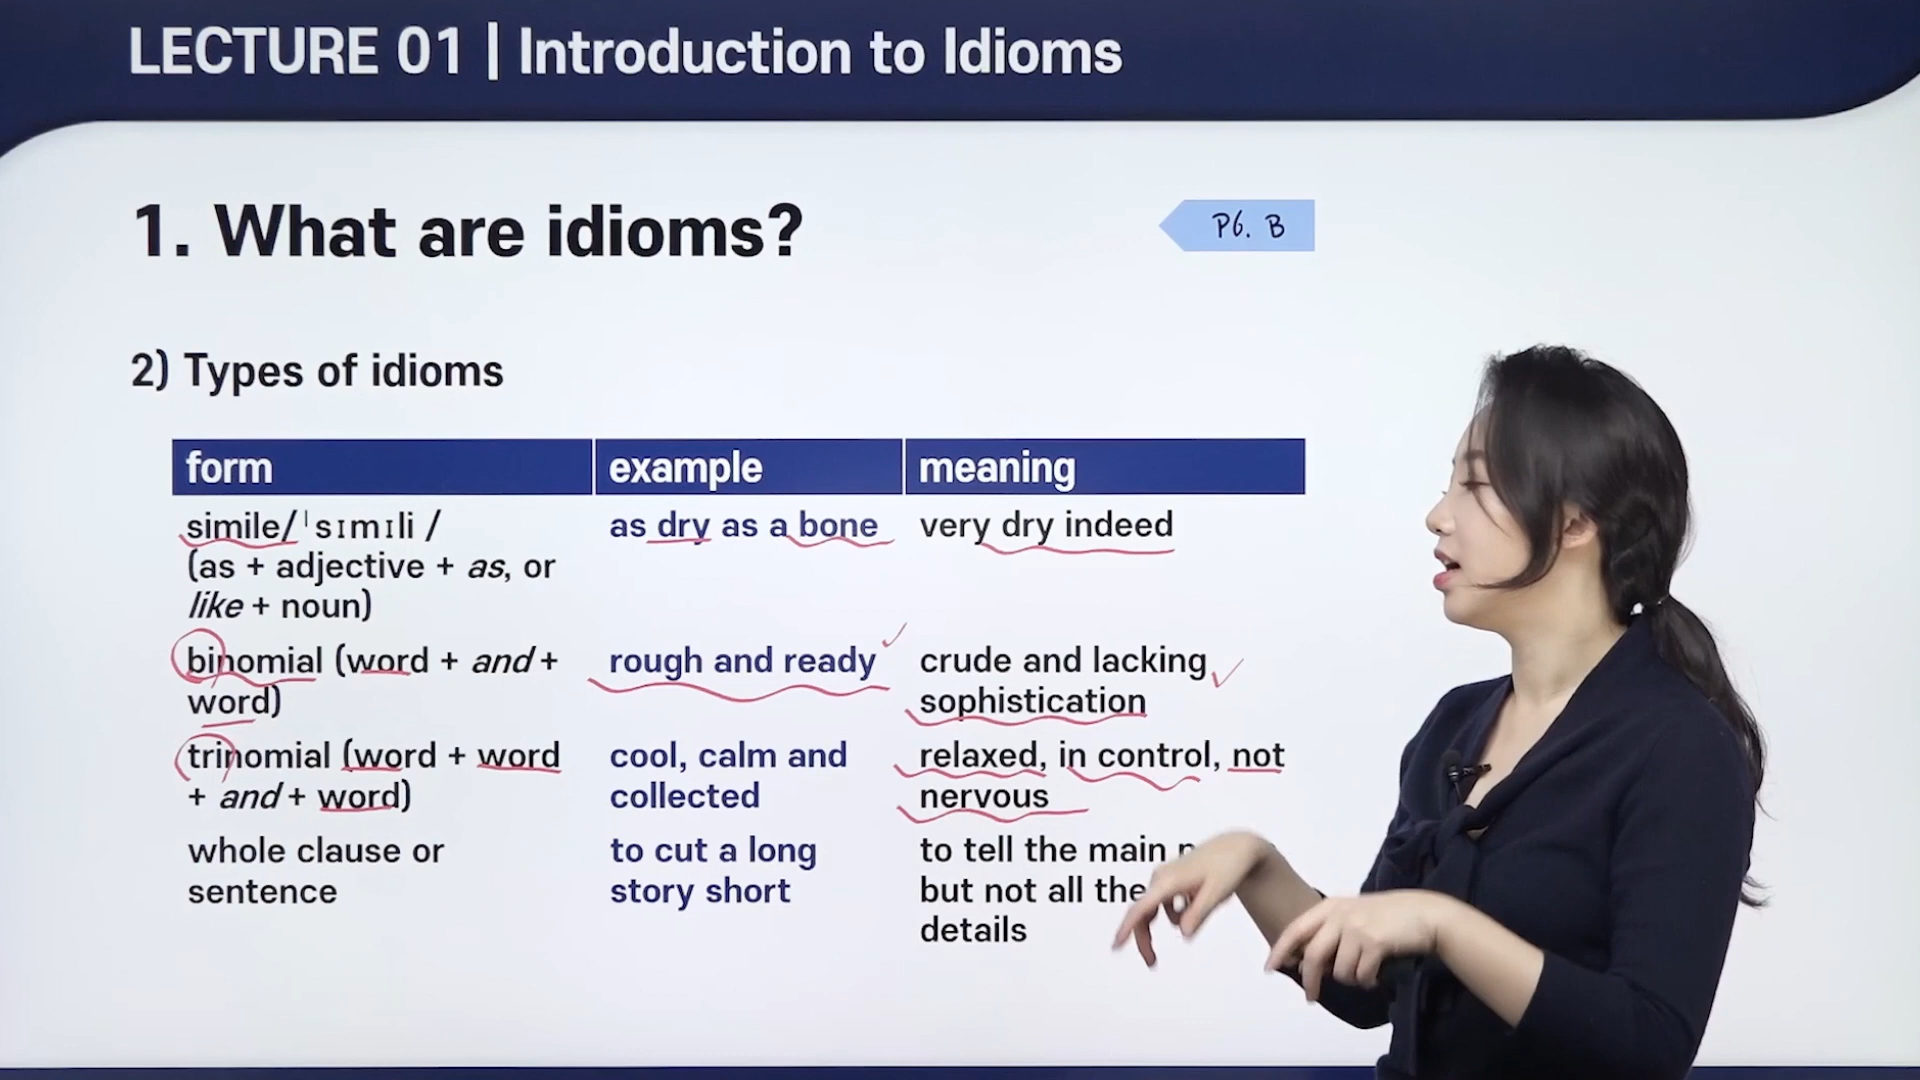 LECTURE 01 | Introduction to Idioms
1. What are idioms?
P6. B
2) Types of idioms
form example meaning
simile/ˈsɪmɪli /
(as + adjective + as, or
like + noun)
as dry as a bone
very dry indeed
binomial (word + and +
word)
rough and ready
crude and lacking
sophistication
trinomial (word + word
+ and + word)
cool, calm and
collected
relaxed, in control, not
nervous
whole clause or
sentence
to cut a long
story short
to tell the main
but not all the
details